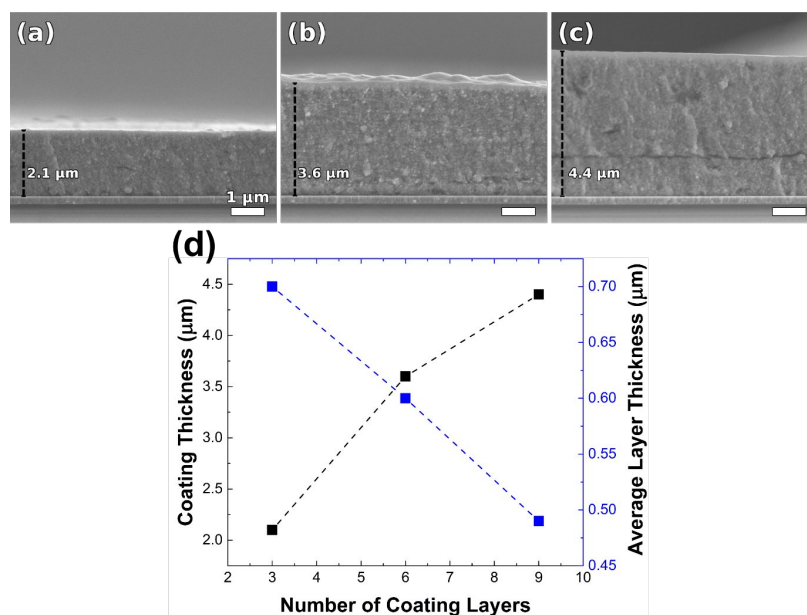 (a)
2.1 μm
1 μm
(b)
3.6 μm
(c)
4.4 μm
(d)
Coating Thickness (μm)
4.5
4.0
3.5
3.0
2.5
2.0
2 3 4 5 6 7 8 9 10
Number of Coating Layers
0.70
0.65
0.60
0.55
0.50
0.45
Average Layer Thickness (μm)